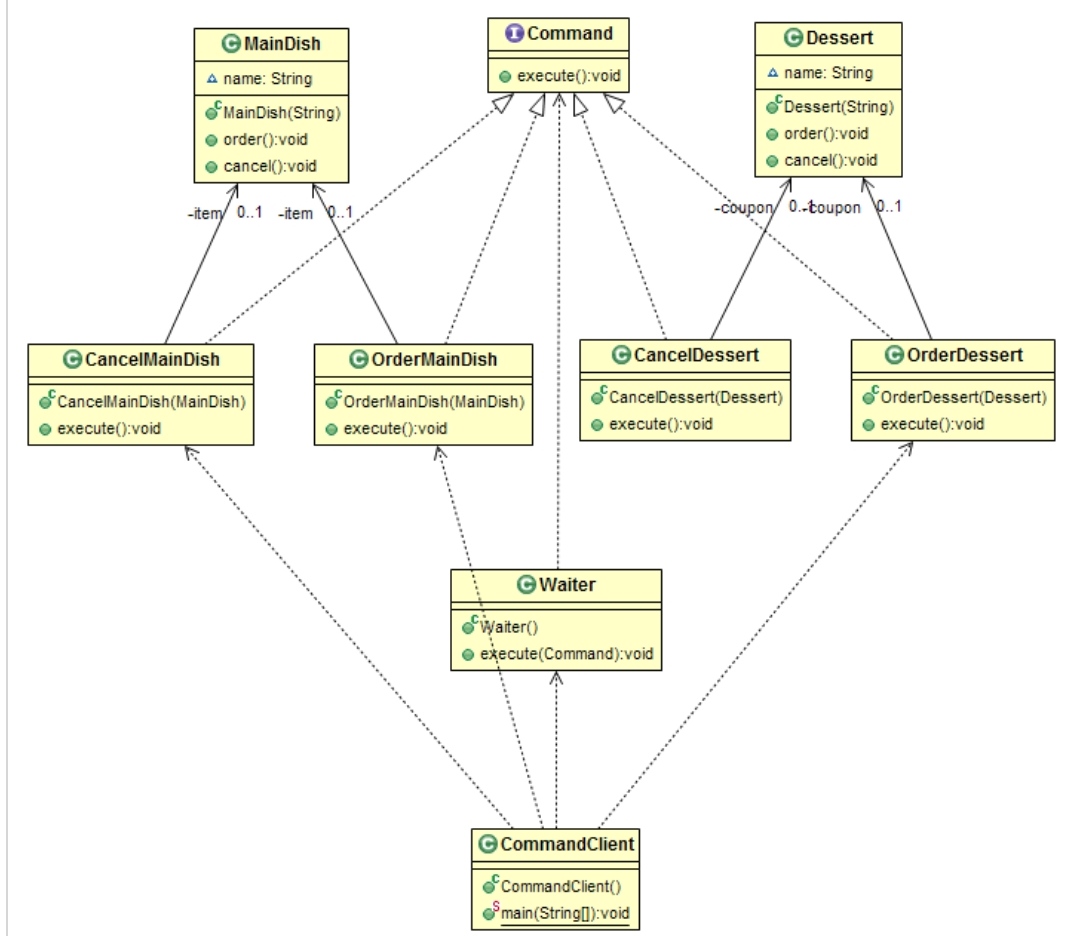 MainDish
name: String
MainDish(String)
order():void
cancel():void
Command
execute():void
Dessert
name: String
Dessert(String)
order():void
cancel():void
-item 0..1
-item 0..1
-coupon 0..1
-coupon 0..1
CancelMainDish
CancelMainDish(MainDish)
execute():void
OrderMainDish
OrderMainDish(MainDish)
execute():void
CancelDessert
CancelDessert(Dessert)
execute():void
OrderDessert
OrderDessert(Dessert)
execute():void
Waiter
Waiter()
execute(Command):void
CommandClient
CommandClient()
main(String[]):void